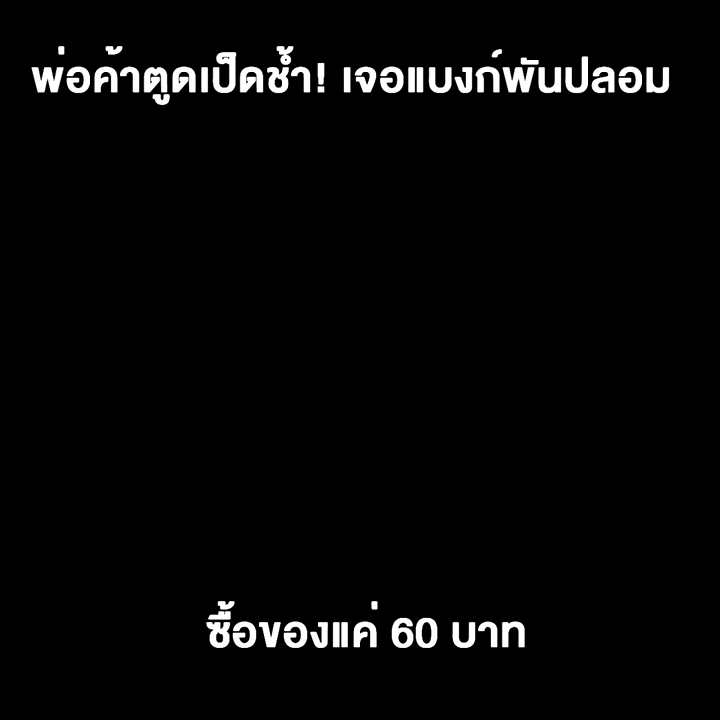 พ่อค้าตูดเป็ดช้ำ! เจอแบงก์พันปลอม
ซื้อของแค่ 60 บาท